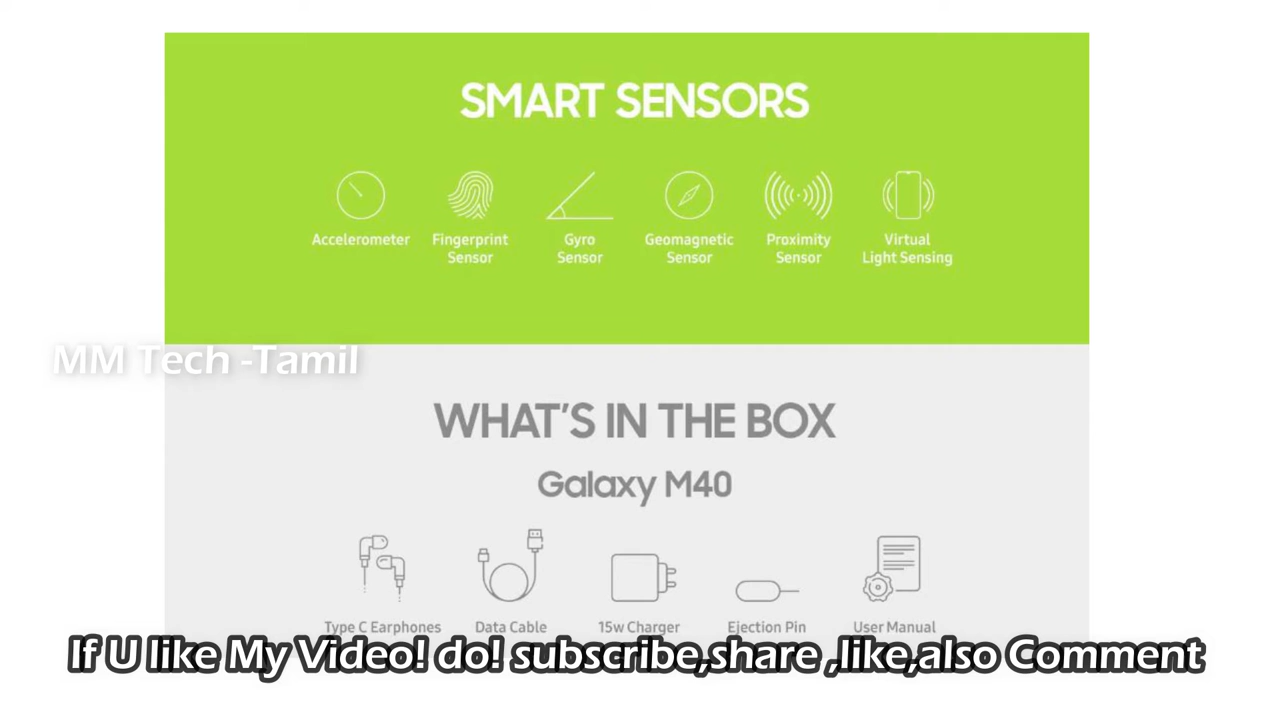 SMART SENSORS
Accelerometer
Fingerprint
Sensor
Gyro
Sensor
Geomagnetic
Sensor
Proximity
Sensor
Virtual
Light Sensing
MM Tech -Tamil
WHAT'S IN THE BOX
Galaxy M40
Type C Earphones
Data Cable
15w Charger
Ejection Pin
User Manual
If U like My Video! do! subscribe,share ,like,also Comment